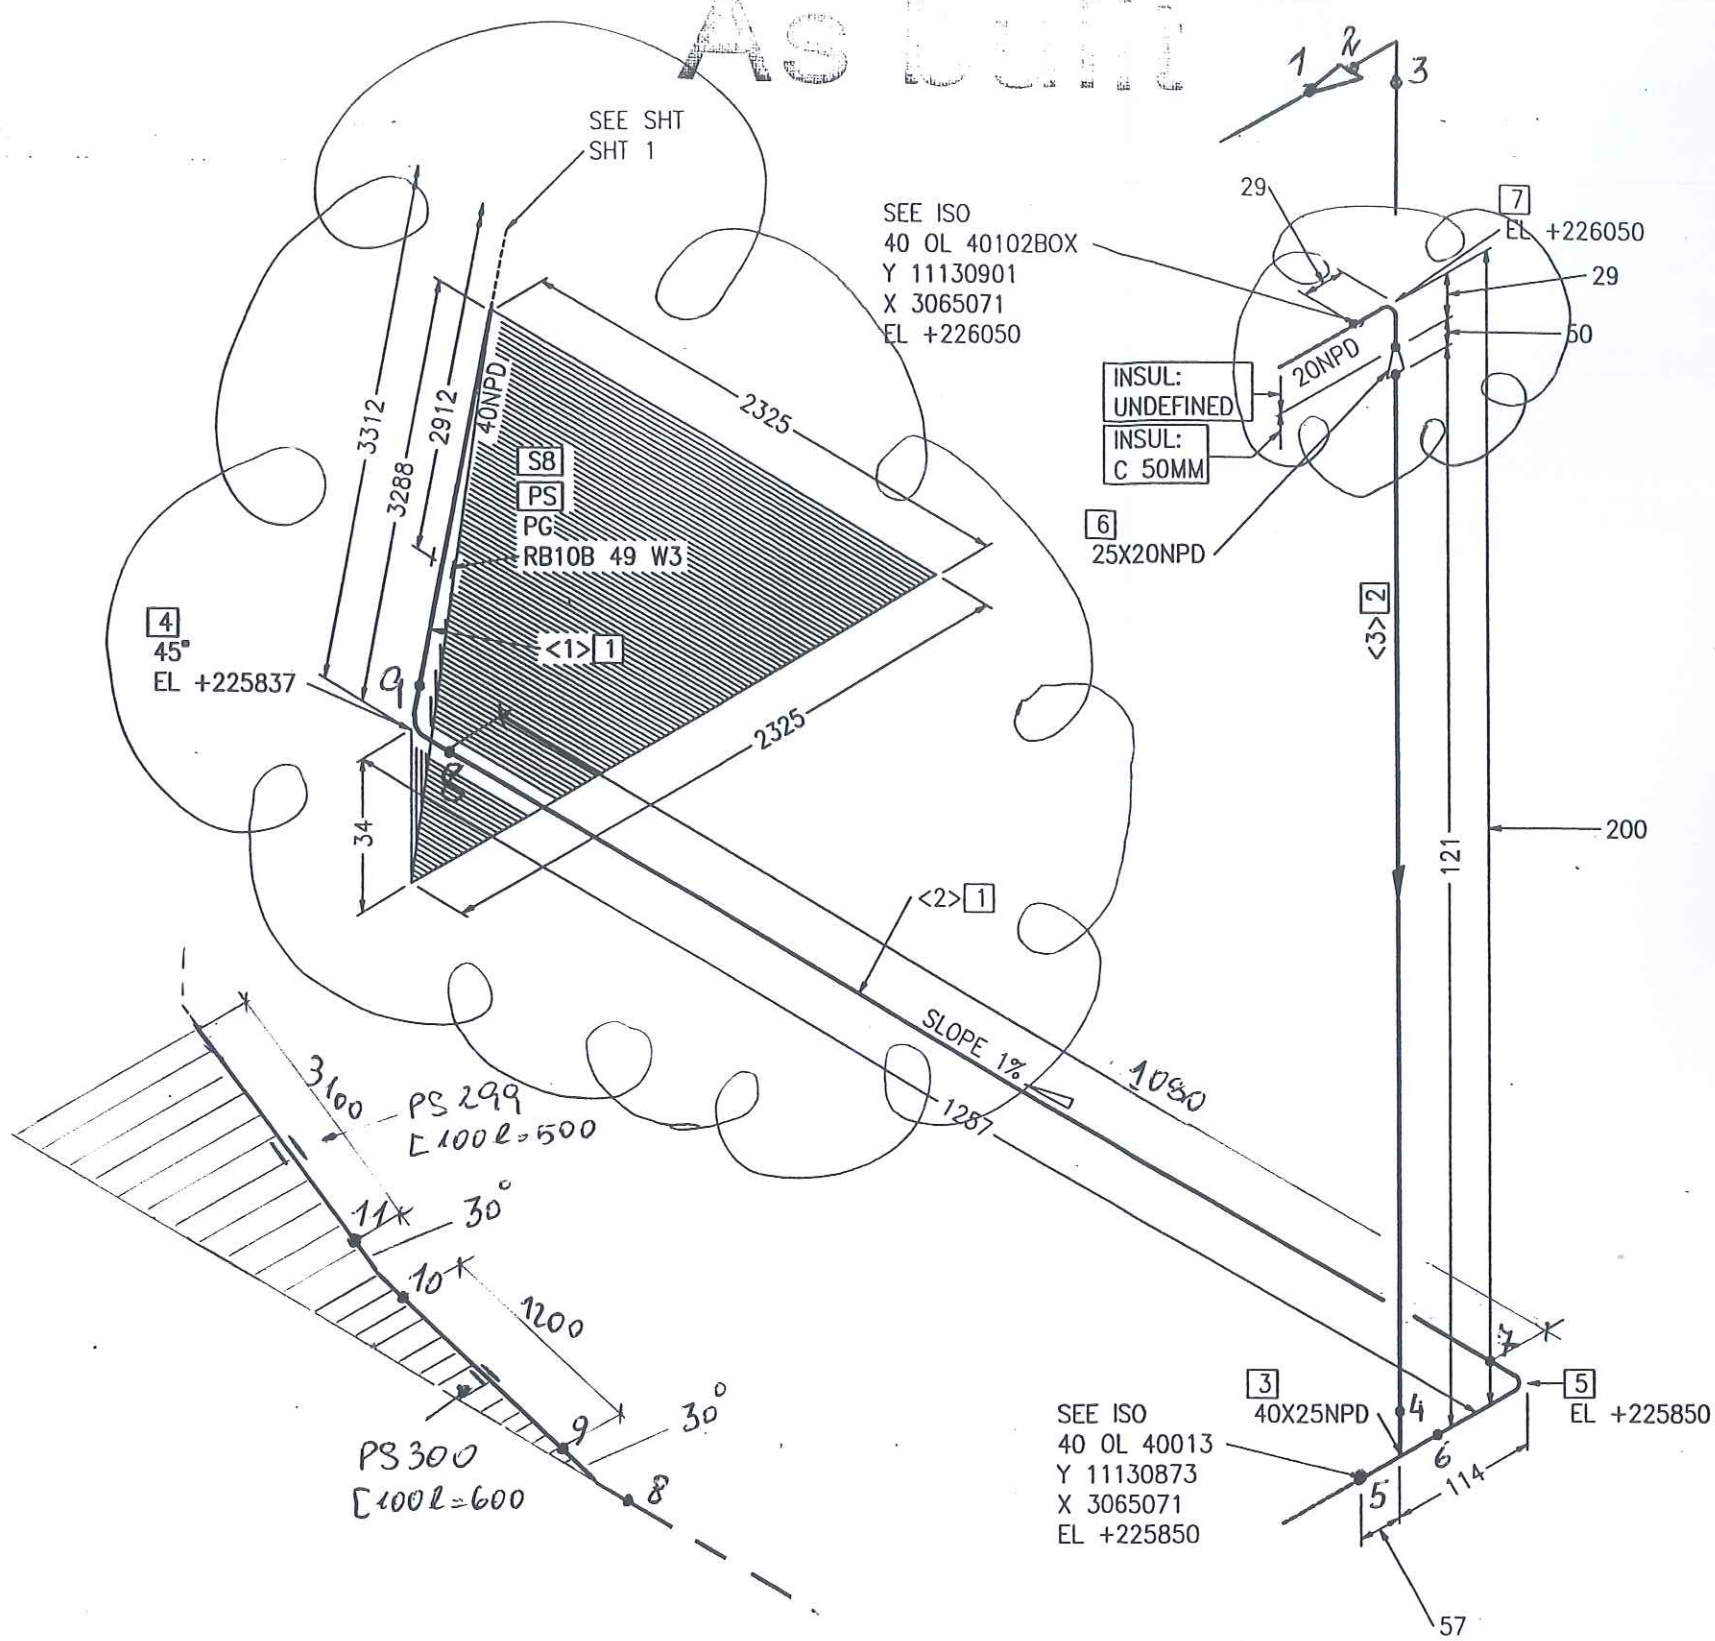 As built
1
2
3
SEE SHT
SHT 1
SEE ISO
40 OL 40102BOX
Y 11130901
X 3065071
EL +226050
29
7
EL +226050
29
50
20NPD
INSUL:
UNDEFINED
INSUL:
C 50MM
6
25X20NPD
3312
3288
2912
40NPD
2325
S8
PS
PG
RB10B 49 W3
<1> 1
4
45°
EL +225837
9
8
34
2325
<3> 2
121
200
<2> 1
SLOPE 1%
1080
1287
3100
PS 299
[100 l=500
11
30°
10
1200
9
30°
8
PS 300
[100 l=600
7
3
40X25NPD
4
5
EL +225850
SEE ISO
40 OL 40013
Y 11130873
X 3065071
EL +225850
6
5
114
57